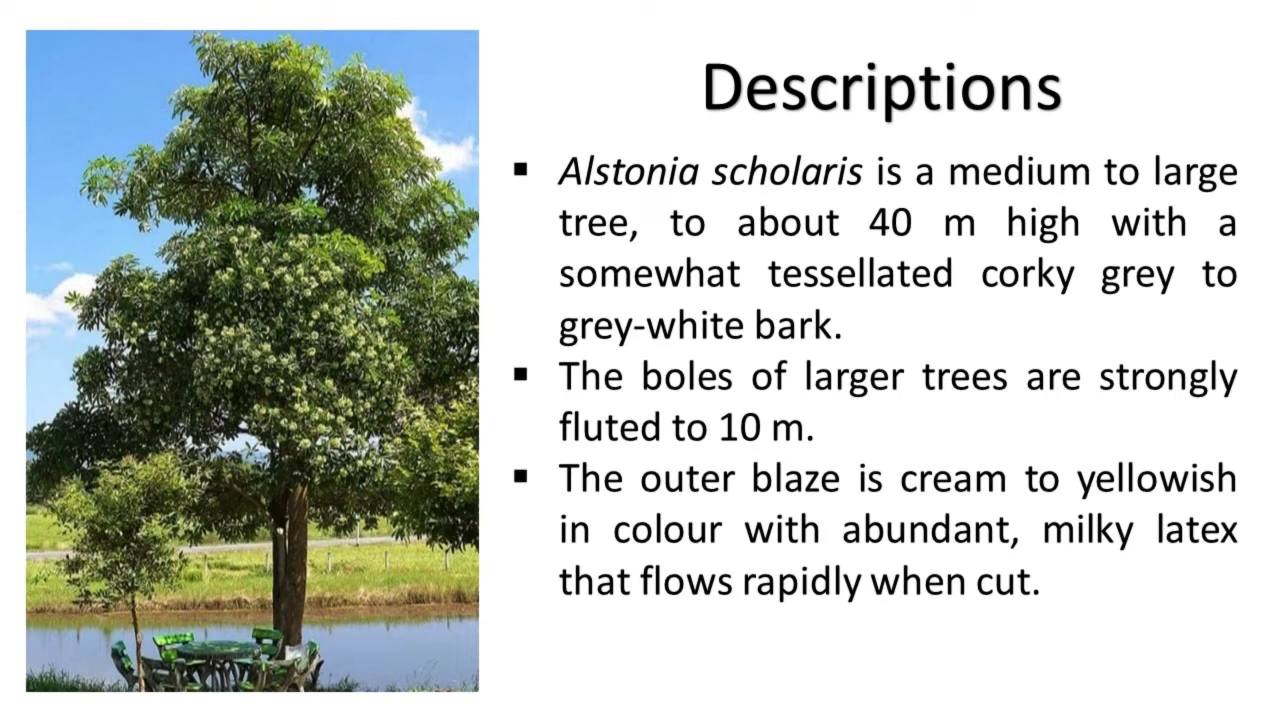 Descriptions
▪ Alstonia scholaris is a medium to large
tree, to about 40 m high with a
somewhat tessellated corky grey to
grey-white bark.
▪ The boles of larger trees are strongly
fluted to 10 m.
▪ The outer blaze is cream to yellowish
in colour with abundant, milky latex
that flows rapidly when cut.